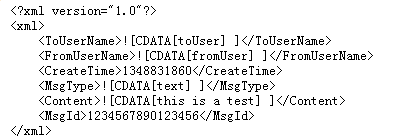 <?xml version="1.0"?>
<xml>
<ToUserName>![CDATA[toUser] ]</ToUserName>
<FromUserName>![CDATA[fromUser] ]</FromUserName>
<CreateTime>1348831860</CreateTime>
<MsgType>![CDATA[text] ]</MsgType>
<Content>![CDATA[this is a test] ]</Content>
<MsgId>1234567890123456</MsgId>
</xml>